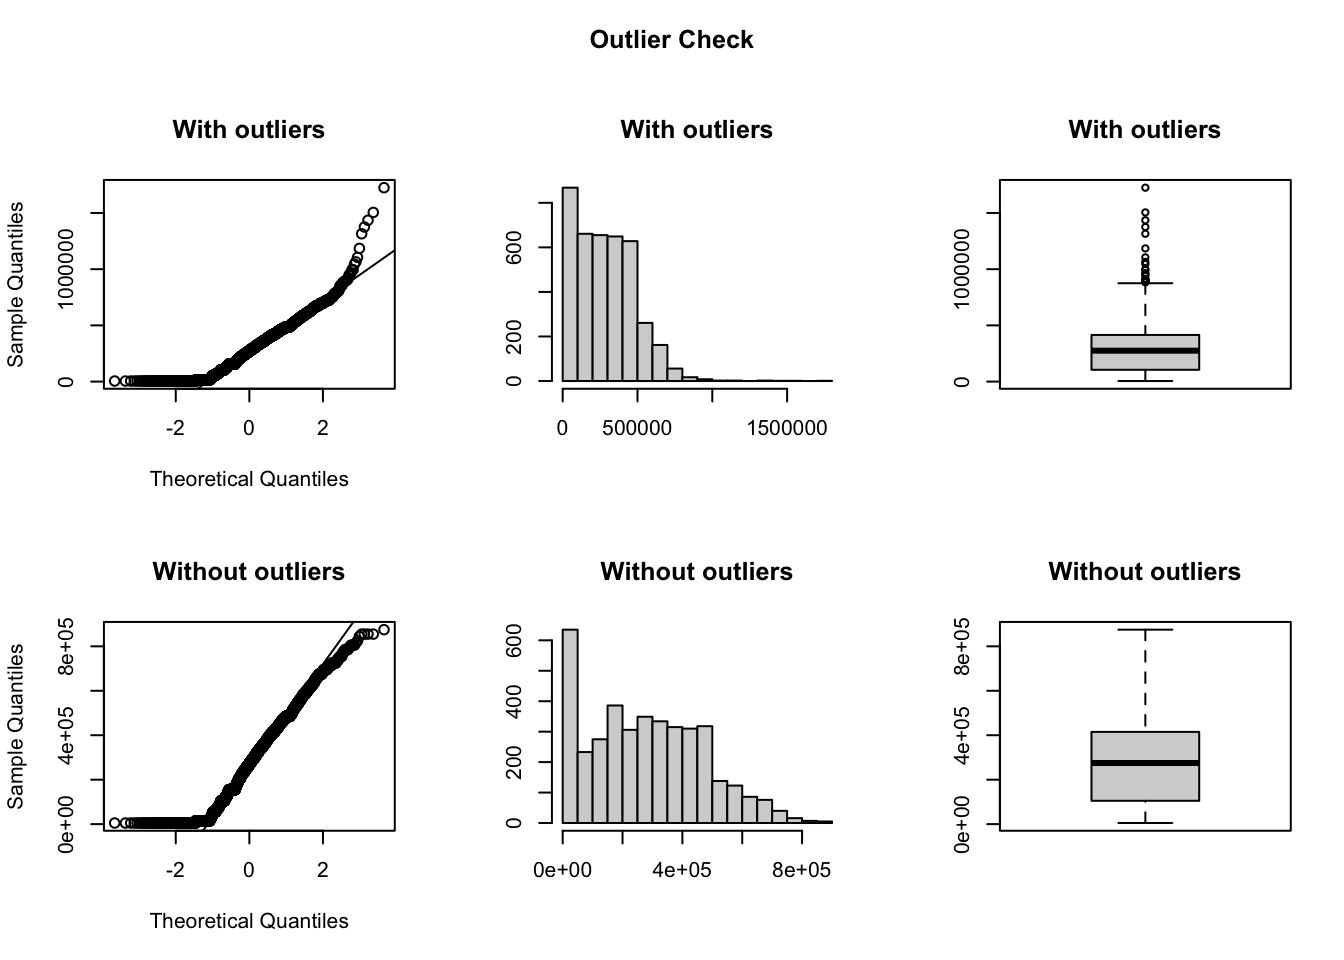 Outlier Check
With outliers
With outliers
With outliers
Sample Quantiles
0
1000000
-2 0 2
Theoretical Quantiles
0 200 600
0 500000 1500000
0
1000000
Without outliers
Without outliers
Without outliers
Sample Quantiles
0e+00 4e+05 8e+05
-2 0 2
Theoretical Quantiles
0 200 400 600
0e+00 4e+05 8e+05
0e+00 4e+05 8e+05